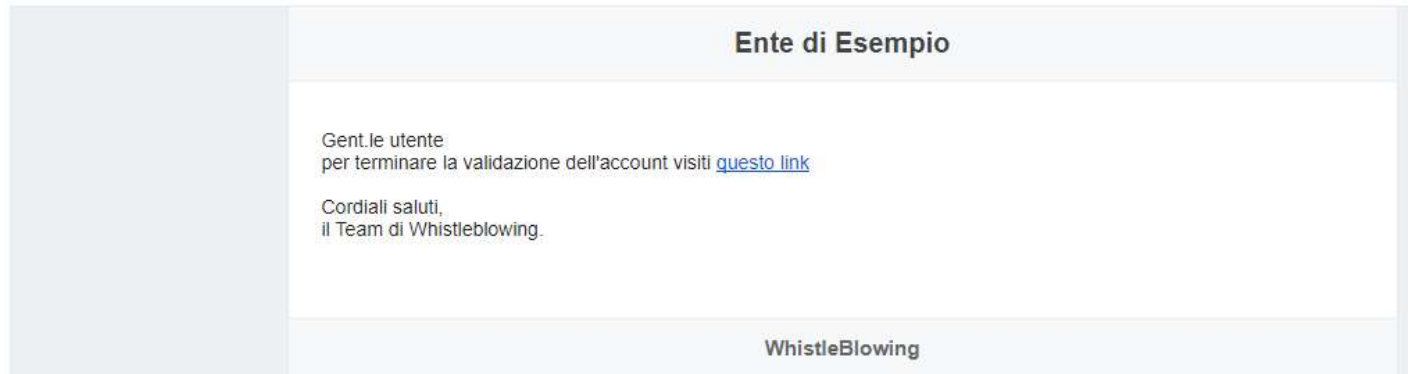 Ente di Esempio
Gent.le utente
per terminare la validazione dell'account visiti questo link
Cordiali saluti,
il Team di Whistleblowing.
WhistleBlowing